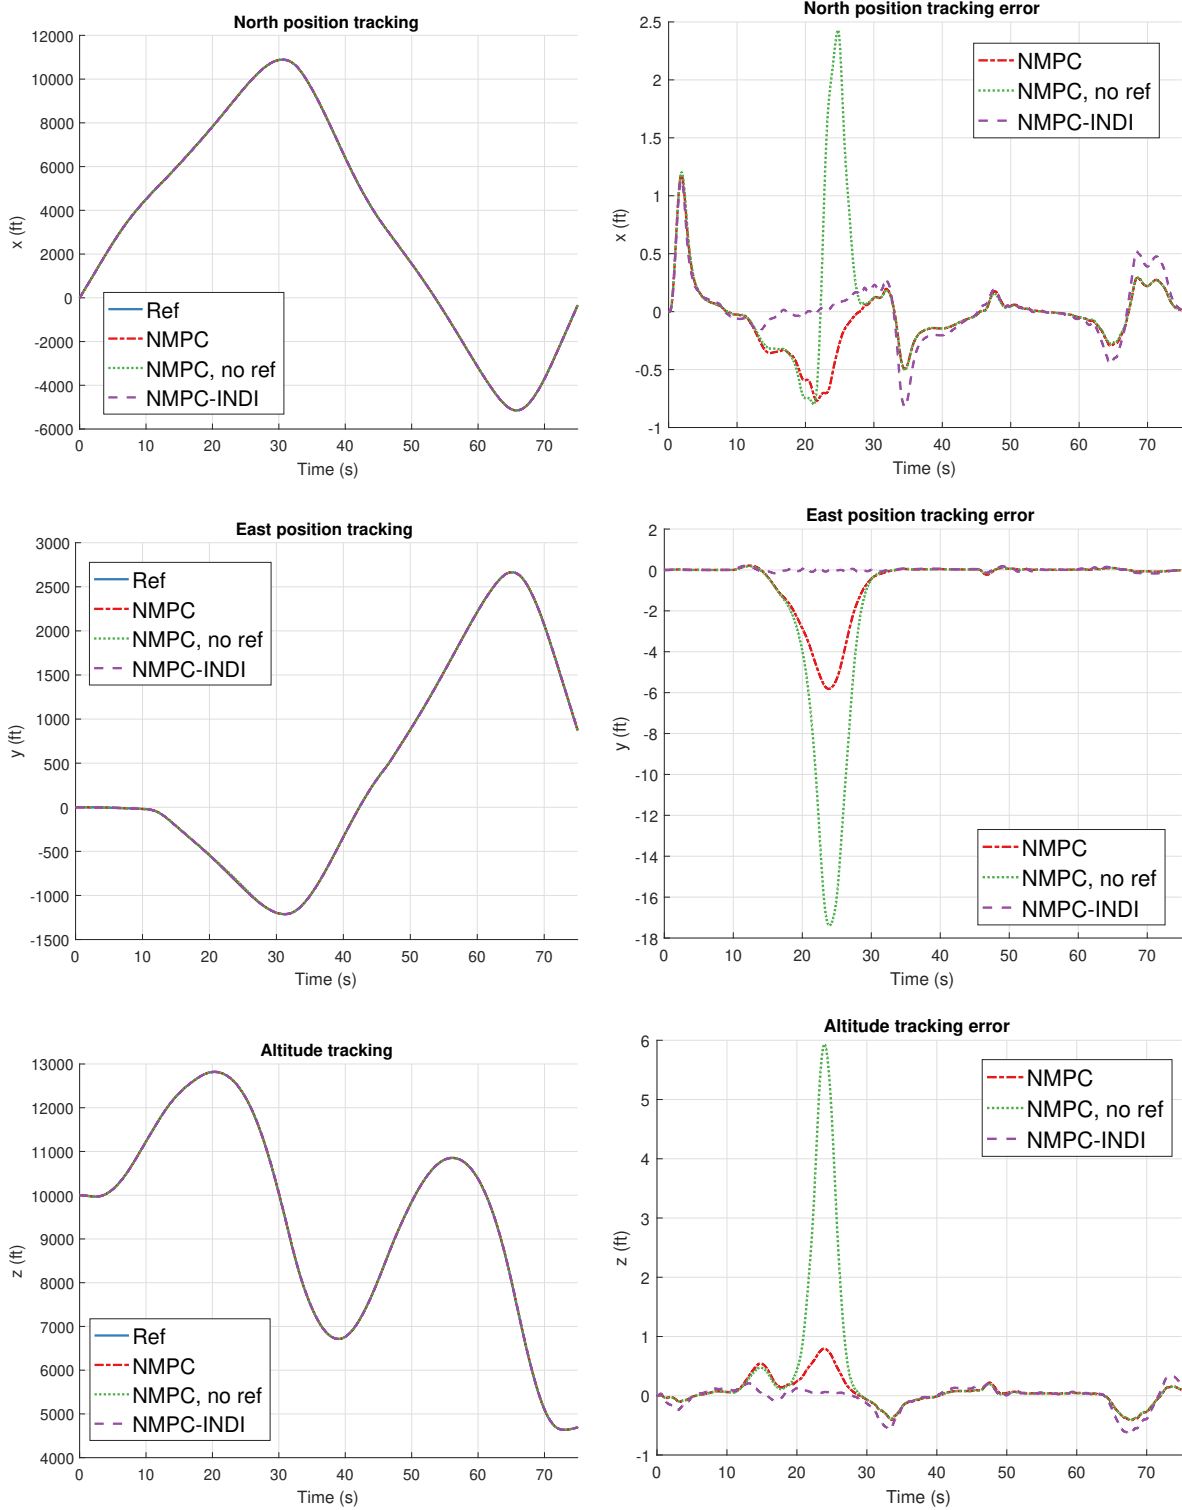 North position tracking
12000
10000
8000
6000
4000
2000
0
-2000
-4000
-6000
x (ft)
Ref
NMPC
NMPC, no ref
NMPC-INDI
0 10 20 30 40 50 60 70
Time (s)
North position tracking error
2.5
2
1.5
1
0.5
0
-0.5
-1
x (ft)
NMPC
NMPC, no ref
NMPC-INDI
0 10 20 30 40 50 60 70
Time (s)
East position tracking
3000
2500
2000
1500
1000
500
0
-500
-1000
-1500
y (ft)
Ref
NMPC
NMPC, no ref
NMPC-INDI
0 10 20 30 40 50 60 70
Time (s)
East position tracking error
2
0
-2
-4
-6
-8
-10
-12
-14
-16
-18
y (ft)
NMPC
NMPC, no ref
NMPC-INDI
0 10 20 30 40 50 60 70
Time (s)
Altitude tracking
13000
12000
11000
10000
9000
8000
7000
6000
5000
4000
z (ft)
Ref
NMPC
NMPC, no ref
NMPC-INDI
0 10 20 30 40 50 60 70
Time (s)
Altitude tracking error
6
5
4
3
2
1
0
-1
z (ft)
NMPC
NMPC, no ref
NMPC-INDI
0 10 20 30 40 50 60 70
Time (s)